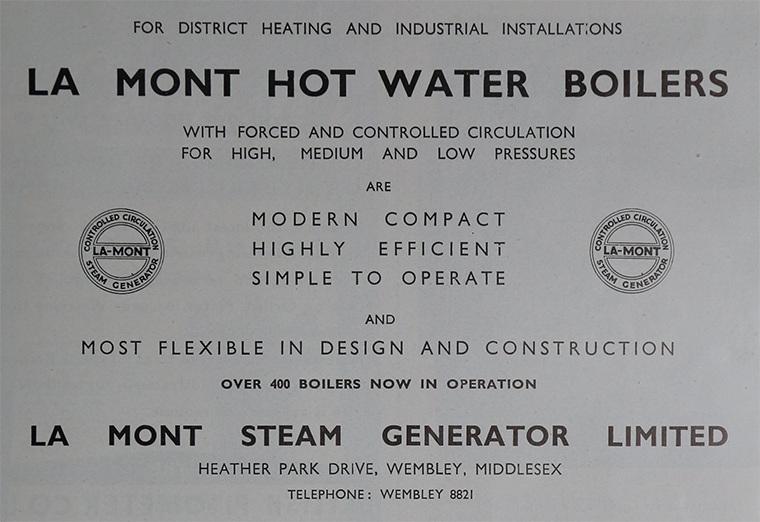 FOR DISTRICT HEATING AND INDUSTRIAL INSTALLATIONS
LA MONT HOT WATER BOILERS
WITH FORCED AND CONTROLLED CIRCULATION
FOR HIGH, MEDIUM AND LOW PRESSURES
ARE
MODERN COMPACT
HIGHLY EFFICIENT
SIMPLE TO OPERATE
CONTROLLED CIRCULATION
LA-MONT
STEAM GENERATOR
CONTROLLED CIRCULATION
LA-MONT
STEAM GENERATOR
AND
MOST FLEXIBLE IN DESIGN AND CONSTRUCTION
OVER 400 BOILERS NOW IN OPERATION
LA MONT STEAM GENERATOR LIMITED
HEATHER PARK DRIVE, WEMBLEY, MIDDLESEX
TELEPHONE: WEMBLEY 8821